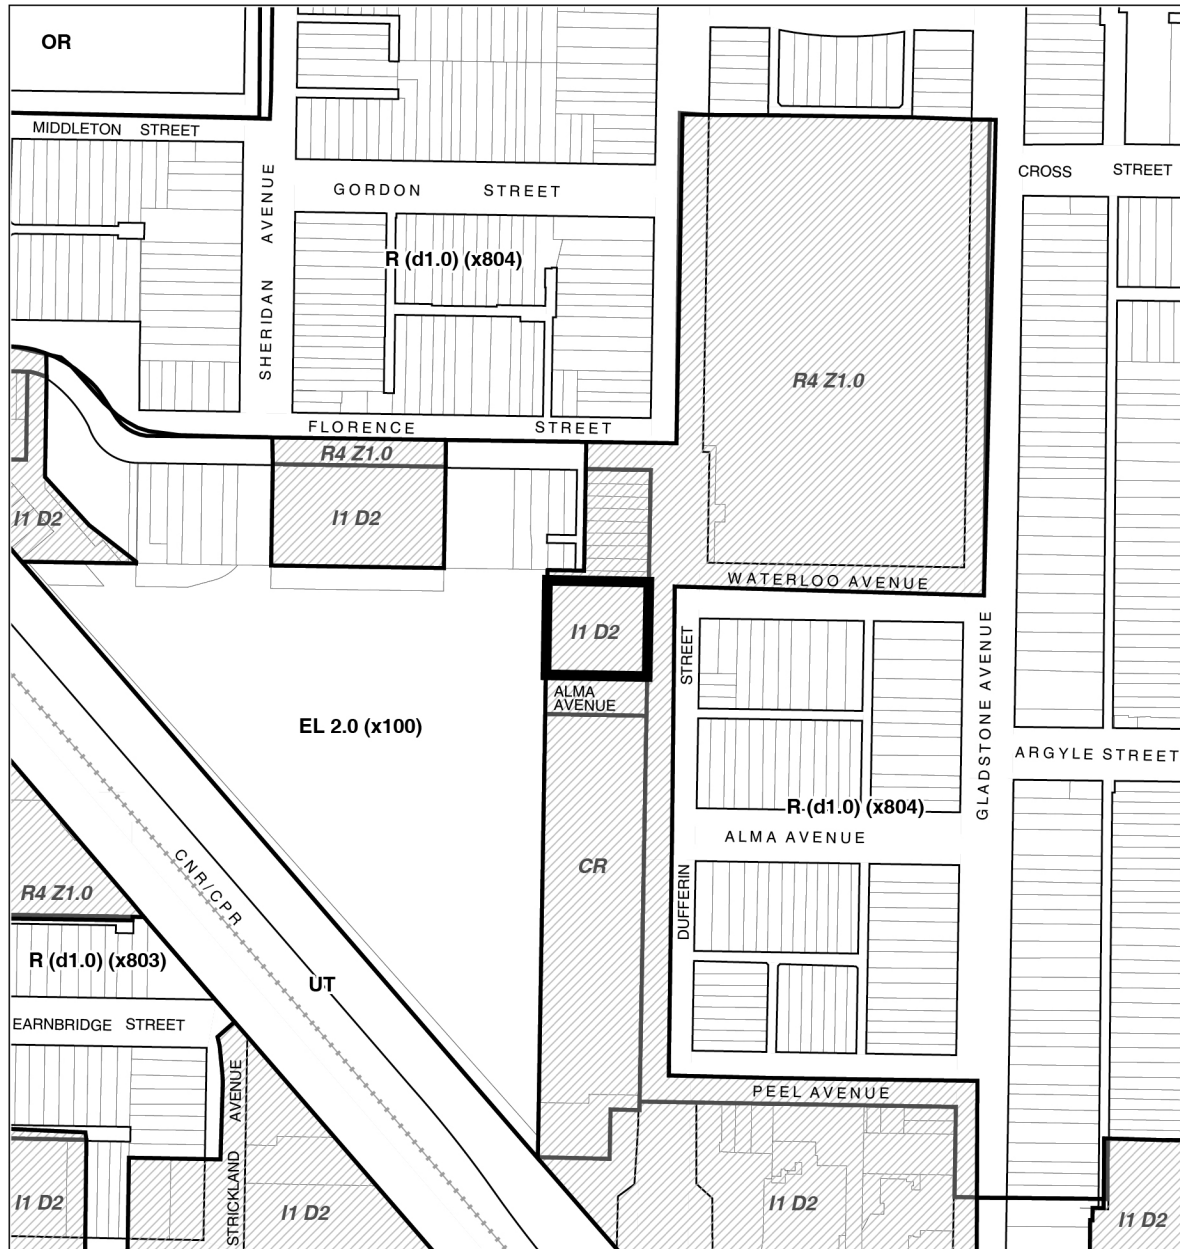 OR
MIDDLETON STREET
SHERIDAN AVENUE
GORDON STREET
CROSS STREET
R (d1.0) (x804)
R4 Z1.0
FLORENCE STREET
R4 Z1.0
I1 D2
I1 D2
WATERLOO AVENUE
I1 D2
STREET
ALMA
AVENUE
GLADSTONE AVENUE
EL 2.0 (x100)
ARGYLE STREET
R (d1.0) (x804)
ALMA AVENUE
CNR/CPR
CR
R4 Z1.0
DUFFERIN
R (d1.0) (x803)
UT
EARNBRIDGE STREET
STRICKLAND AVENUE
PEEL AVENUE
I1 D2
I1 D2
I1 D2
I1 D2